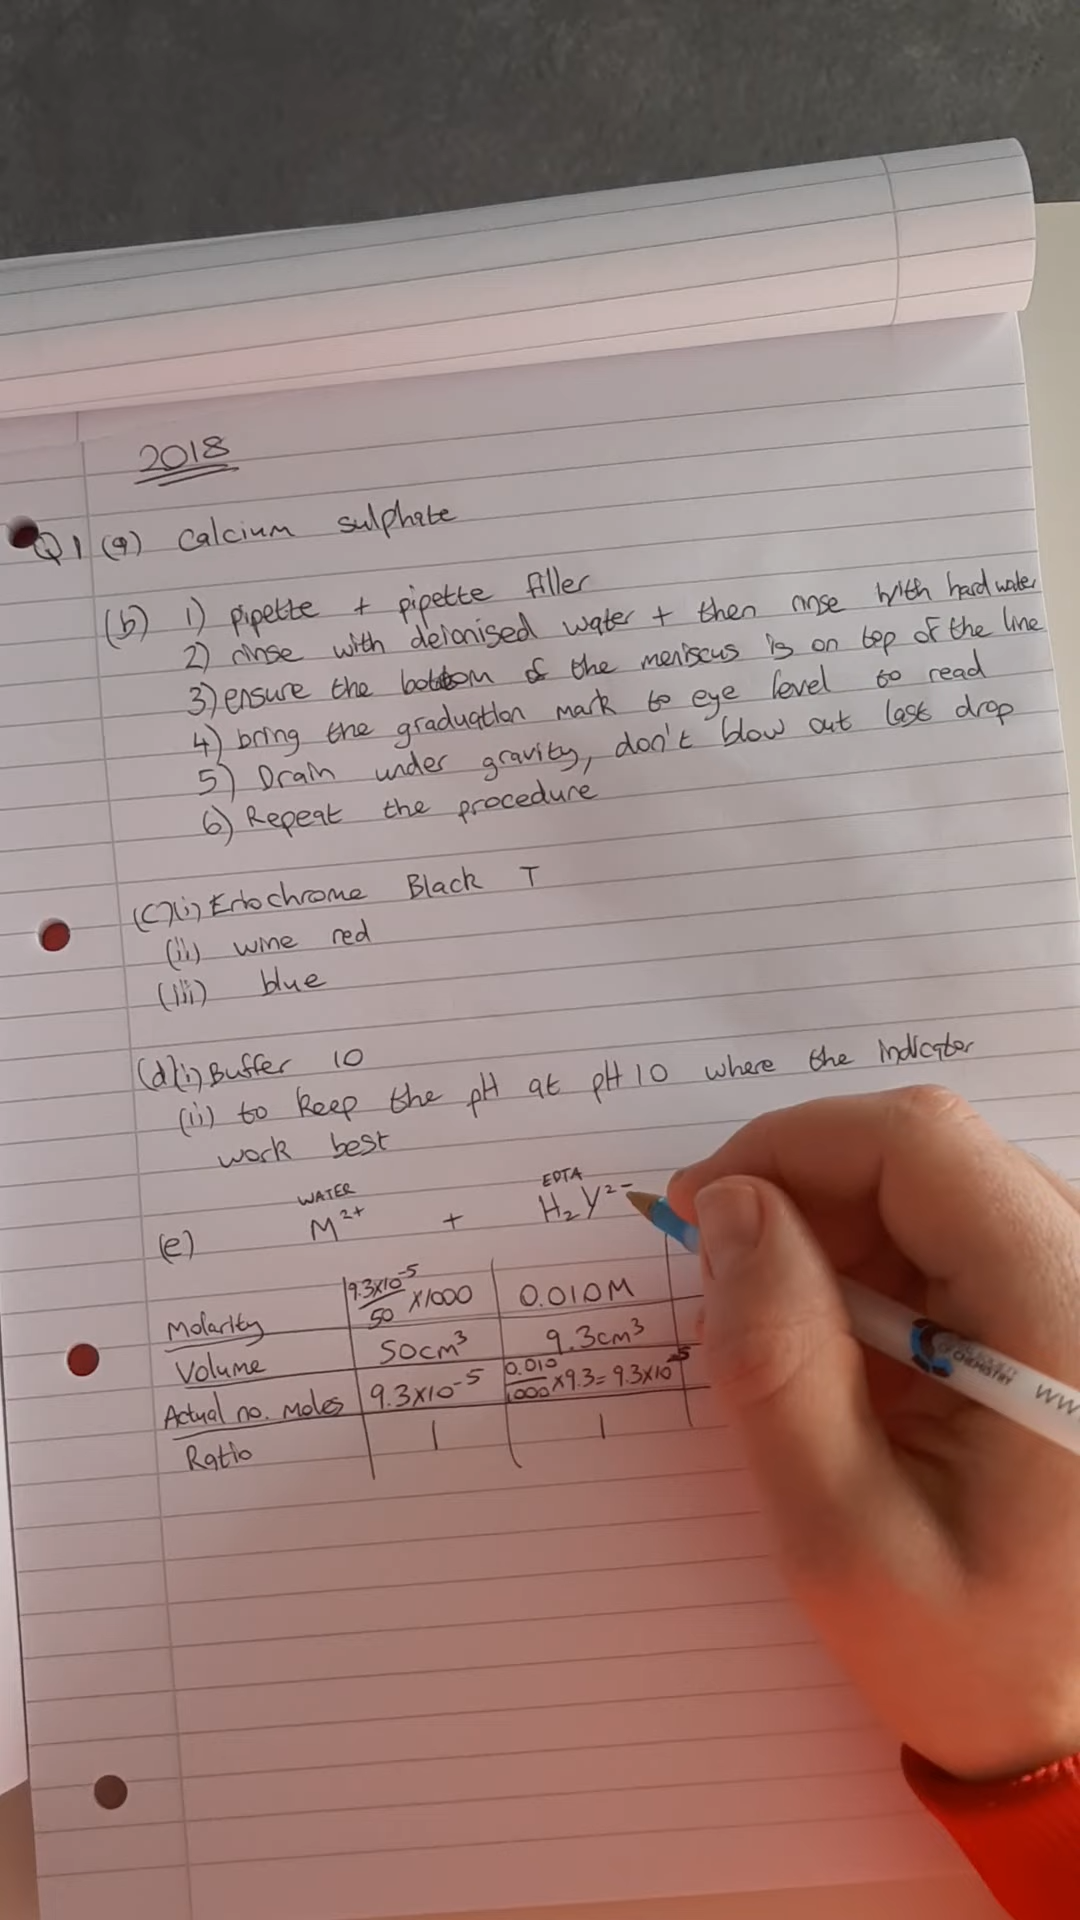 2018
Q1 (a) Calcium sulphate
(b) 1) pipette + pipette filler
2) rinse with deionised water + then rinse with hard water
3) ensure the bottom of the meniscus is on top of the line
4) bring the graduation mark to eye level to read
5) Drain under gravity, don't blow out last drop
6) Repeat the procedure
(c)(i) Eriochrome Black T
(ii) wine red
(iii) blue
(d)(i) Buffer 10
(ii) to keep the pH at pH 10 where the indicator
work best
WATER EDTA
(e) M²⁺ + H₂Y²⁻
Molarity 9.3x10⁻⁵/50 x1000 0.010M
Volume 50cm³ 9.3cm³
Actual no. Moles 9.3x10⁻⁵ 0.010/1000 x9.3= 9.3x10⁻⁵
Ratio 1 1
OF CHEMISTRY WW